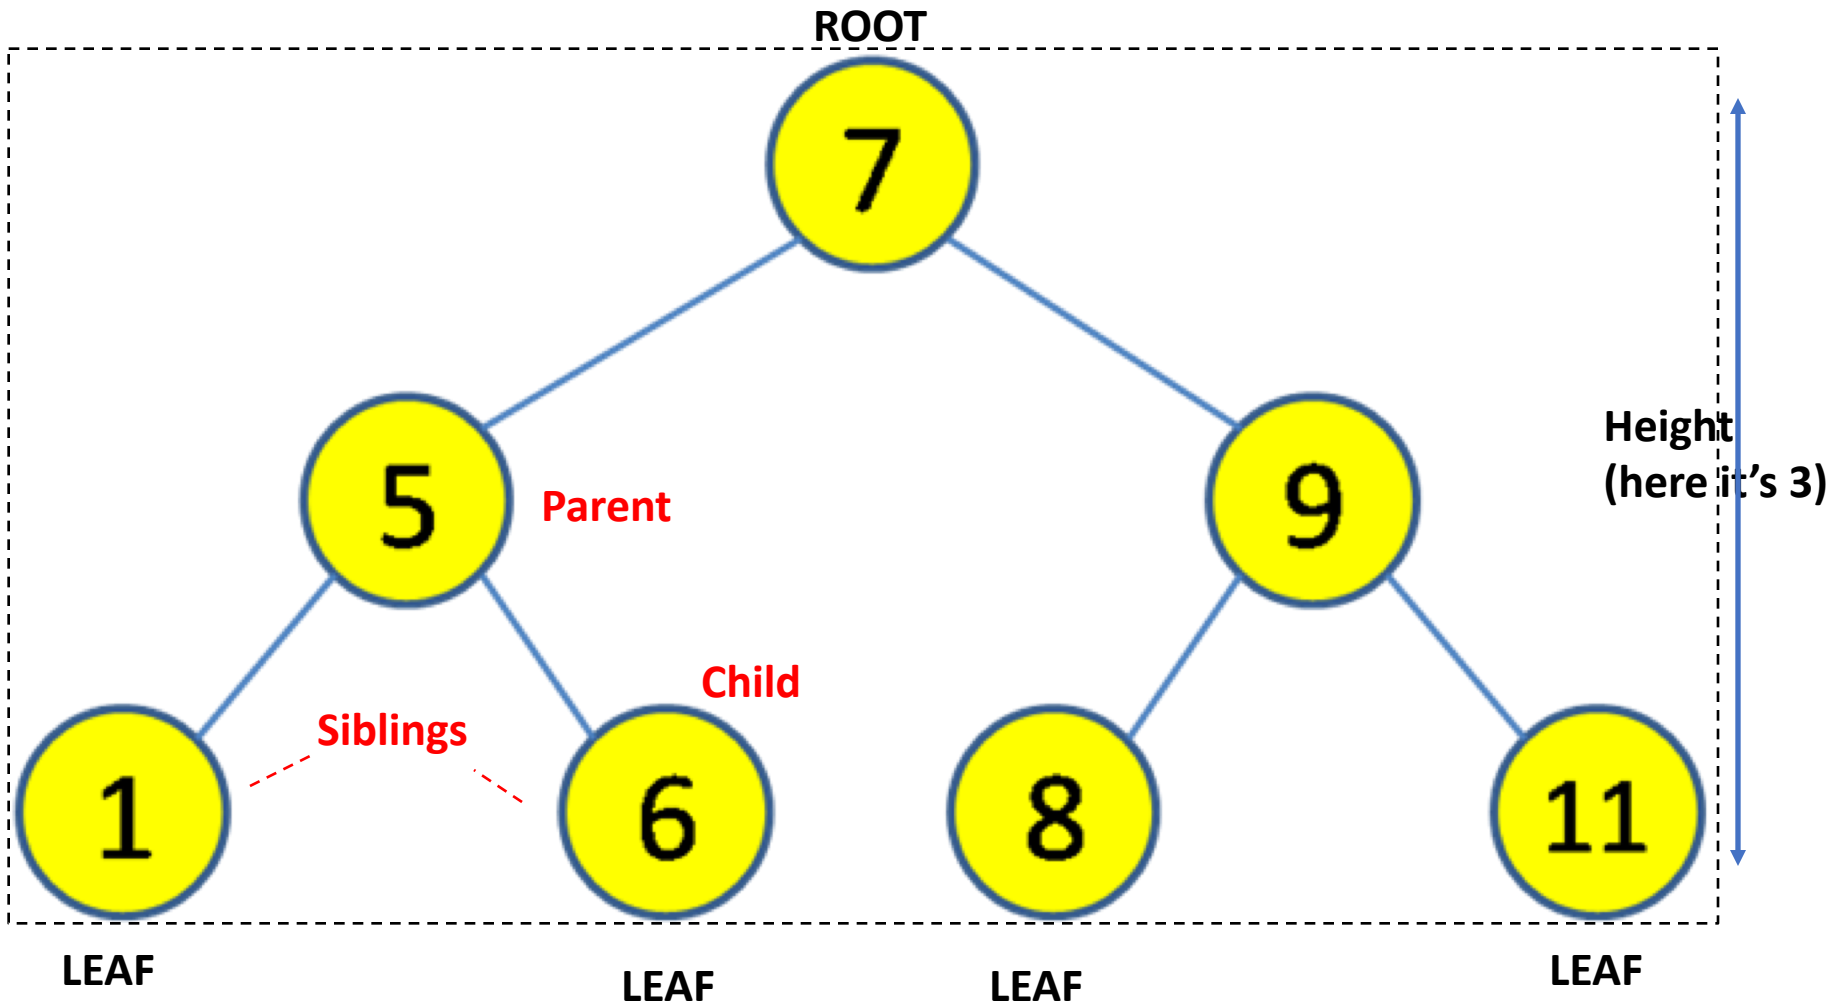 ROOT
7
Height
(here it’s 3)
5
Parent
9
Child
Siblings
1
6
8
11
LEAF
LEAF
LEAF
LEAF